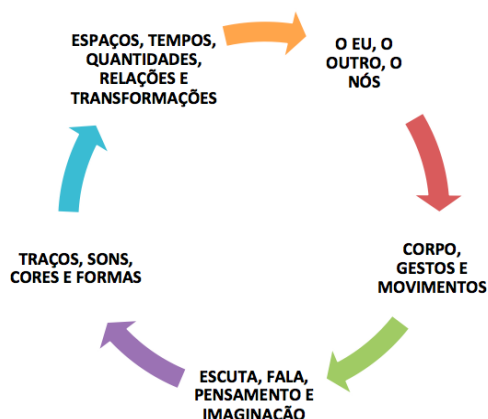 ESPAÇOS, TEMPOS,
QUANTIDADES,
RELAÇÕES E
TRANSFORMAÇÕES
O EU, O
OUTRO, O
NÓS
CORPO,
GESTOS E
MOVIMENTOS
ESCUTA, FALA,
PENSAMENTO E
IMAGINAÇÃO
TRAÇOS, SONS,
CORES E FORMAS